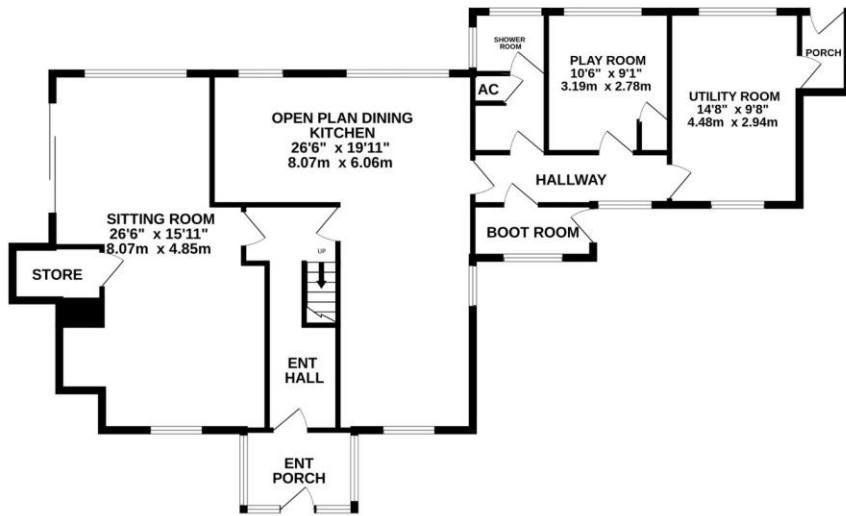 SHOWER
ROOM
PLAY ROOM
10'6" x 9'1"
3.19m x 2.78m
PORCH
AC
UTILITY ROOM
14'8" x 9'8"
4.48m x 2.94m
OPEN PLAN DINING
KITCHEN
26'6" x 19'11"
8.07m x 6.06m
HALLWAY
SITTING ROOM
26'6" x 15'11"
8.07m x 4.85m
BOOT ROOM
UP
STORE
ENT
HALL
ENT
PORCH